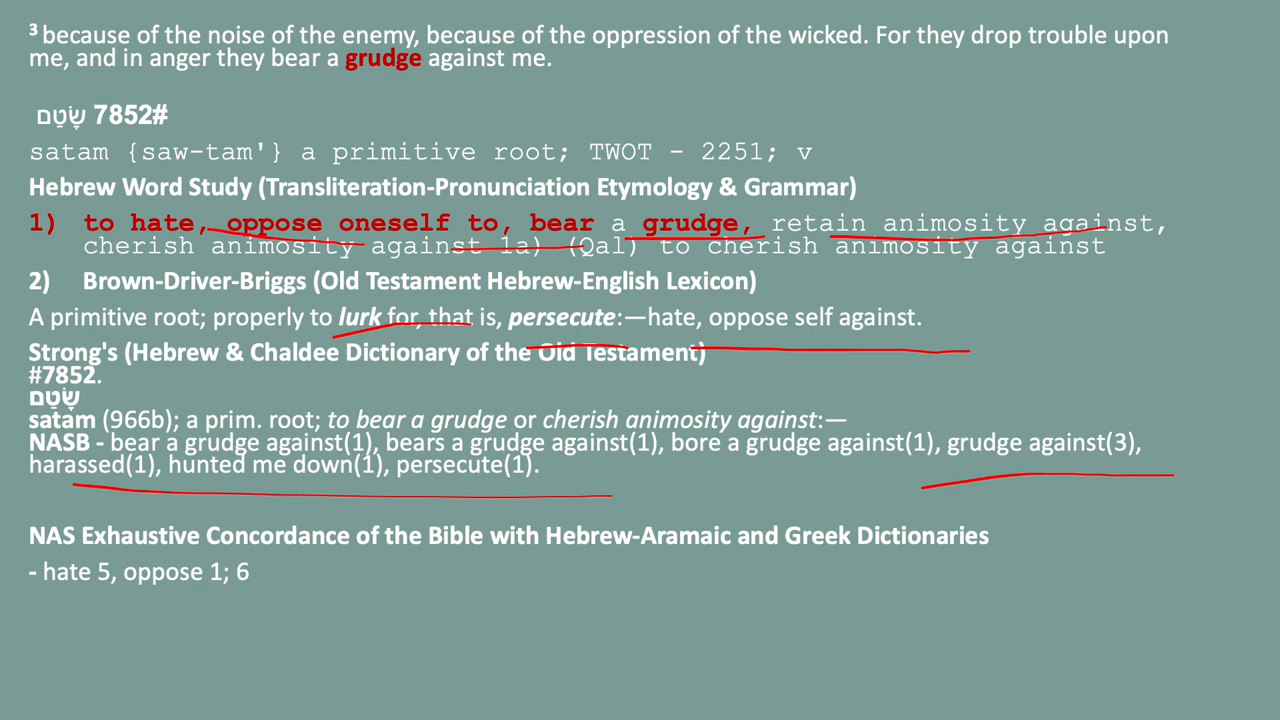 ³ because of the noise of the enemy, because of the oppression of the wicked. For they drop trouble upon
me, and in anger they bear a grudge against me.
שָׂטַם 7852#
satam {saw-tam'} a primitive root; TWOT - 2251; v
Hebrew Word Study (Transliteration-Pronunciation Etymology & Grammar)
1) to hate, oppose oneself to, bear a grudge, retain animosity against,
cherish animosity against 1a) (Qal) to cherish animosity against
2) Brown-Driver-Briggs (Old Testament Hebrew-English Lexicon)
A primitive root; properly to lurk for, that is, persecute:—hate, oppose self against.
Strong's (Hebrew & Chaldee Dictionary of the Old Testament)
#7852.
שָׂטַם
satam (966b); a prim. root; to bear a grudge or cherish animosity against:—
NASB - bear a grudge against(1), bears a grudge against(1), bore a grudge against(1), grudge against(3),
harassed(1), hunted me down(1), persecute(1).
NAS Exhaustive Concordance of the Bible with Hebrew-Aramaic and Greek Dictionaries
- hate 5, oppose 1; 6